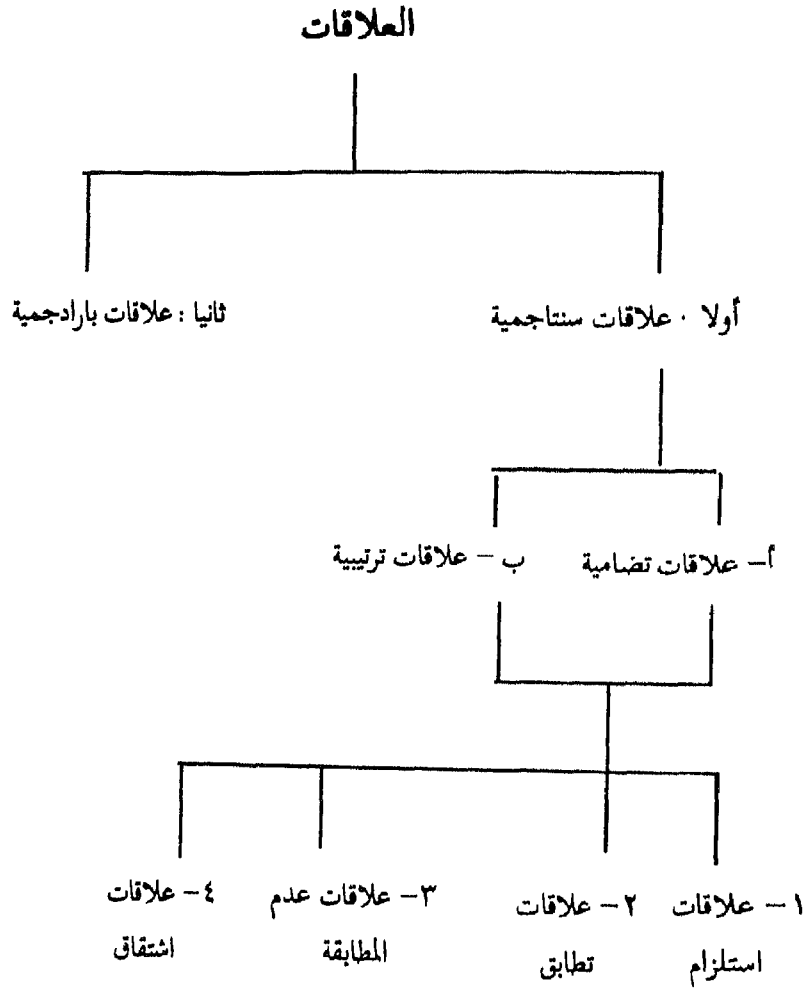 العلاقات
أولا . علاقات سنتاجمية
ثانيا : علاقات بارادجمية
أ– علاقات تضامية
ب – علاقات ترتيبية
١ – علاقات
استلزام
٢ – علاقات
تطابق
٣– علاقات عدم
المطابقة
٤– علاقات
اشتقاق